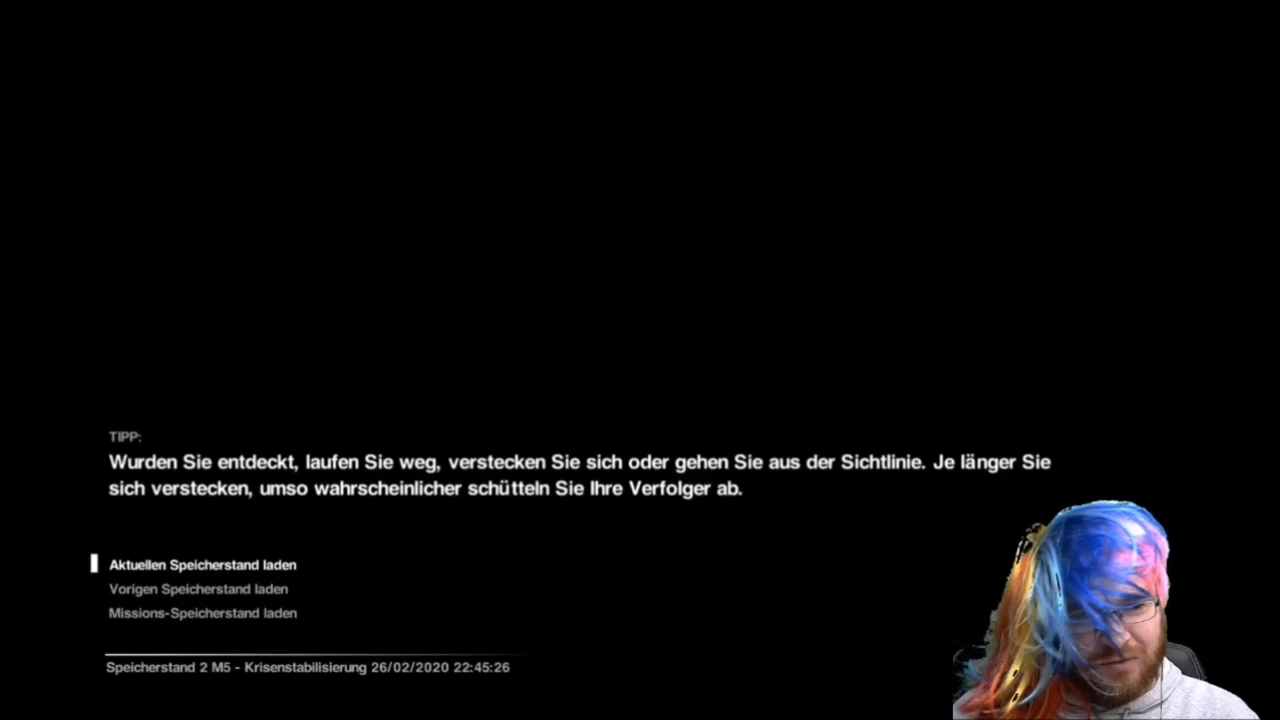 TIPP:
Wurden Sie entdeckt, laufen Sie weg, verstecken Sie sich oder gehen Sie aus der Sichtlinie. Je länger Sie
sich verstecken, umso wahrscheinlicher schütteln Sie Ihre Verfolger ab.
Aktuellen Speicherstand laden
Vorigen Speicherstand laden
Missions-Speicherstand laden
Speicherstand 2 M5 - Krisenstabilisierung 26/02/2020 22:45:26